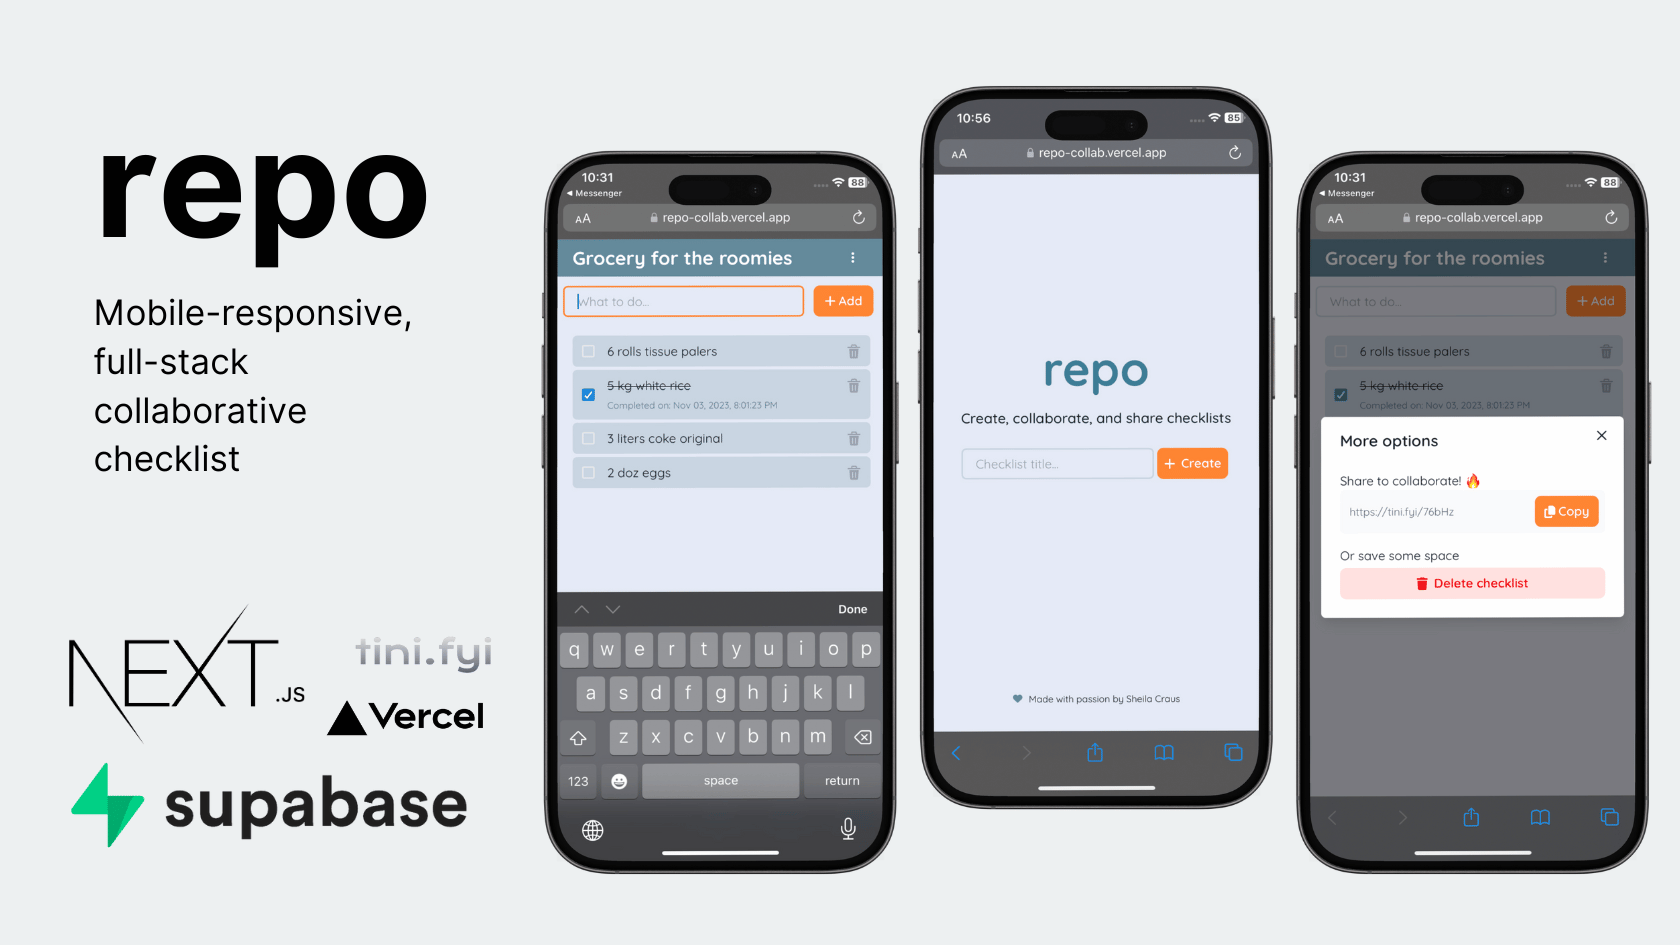 repo
Mobile-responsive,
full-stack
collaborative
checklist
NEXT.JS
tini.fyi
Vercel
supabase
10:31
88
Messenger
AA repo-collab.vercel.app
Grocery for the roomies
What to do...
+ Add
6 rolls tissue palers
5 kg white rice
Completed on: Nov 03, 2023, 8:01:23 PM
3 liters coke original
2 doz eggs
Done
q w e r t y u i o p
a s d f g h j k l
z x c v b n m
123 space return
10:56
85
AA repo-collab.vercel.app
repo
Create, collaborate, and share checklists
Checklist title...
+ Create
Made with passion by Sheila Craus
10:31
88
Messenger
AA repo-collab.vercel.app
Grocery for the roomies
What to do...
+ Add
6 rolls tissue palers
5 kg white rice
Completed on: Nov 03, 2023, 8:01:23 PM
More options
Share to collaborate! 🔥
https://tini.fyi/76bHz
Copy
Or save some space
Delete checklist